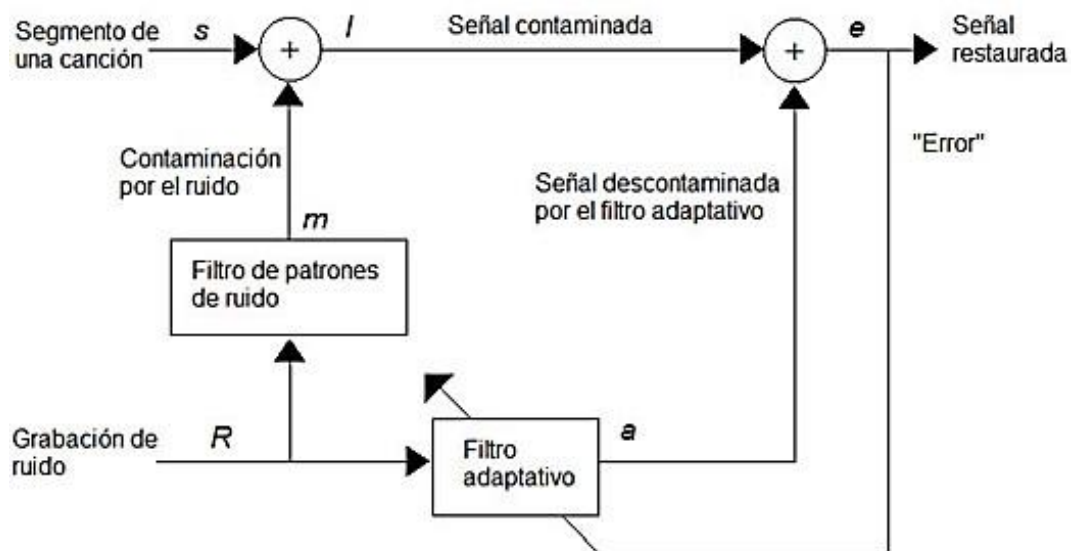 Segmento de
una canción
s
+
l
Señal contaminada
+
e
Señal
restaurada
"Error"
Contaminación
por el ruido
m
Señal descontaminada
por el filtro adaptativo
Filtro de patrones
de ruido
Grabación de
ruido
R
Filtro
adaptativo
a